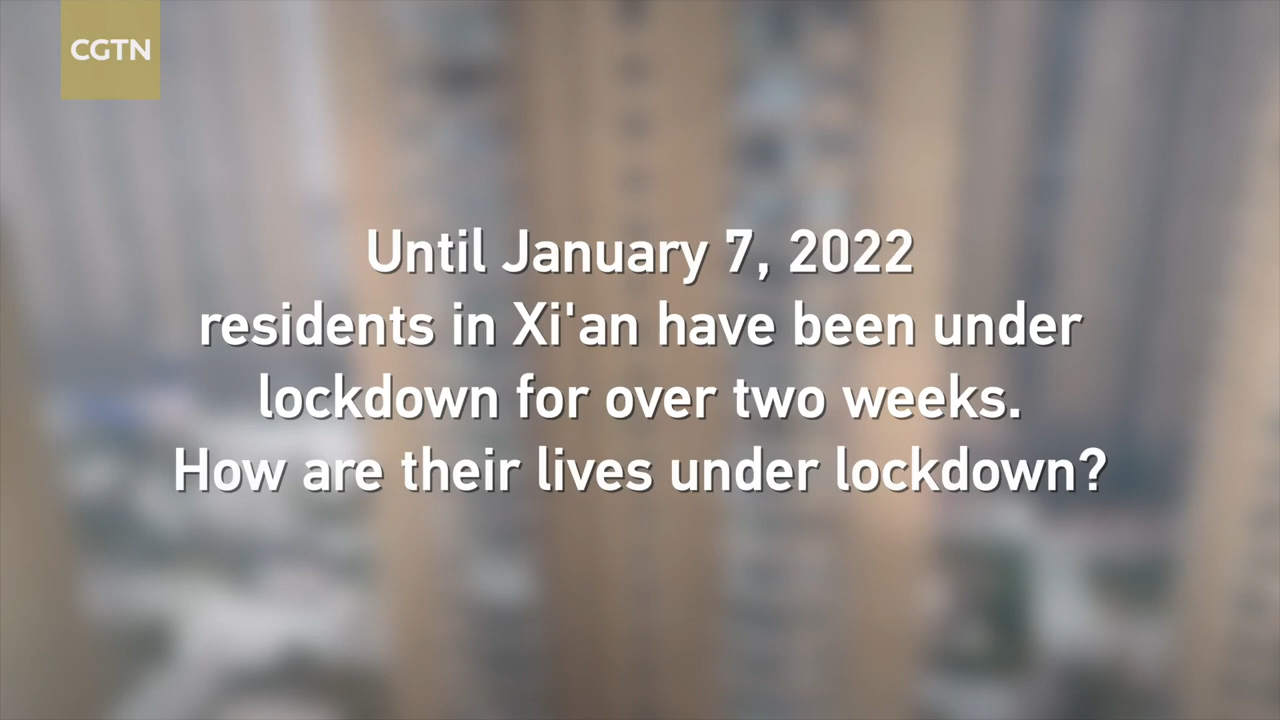 CGTN
Until January 7, 2022
residents in Xi'an have been under
lockdown for over two weeks.
How are their lives under lockdown?